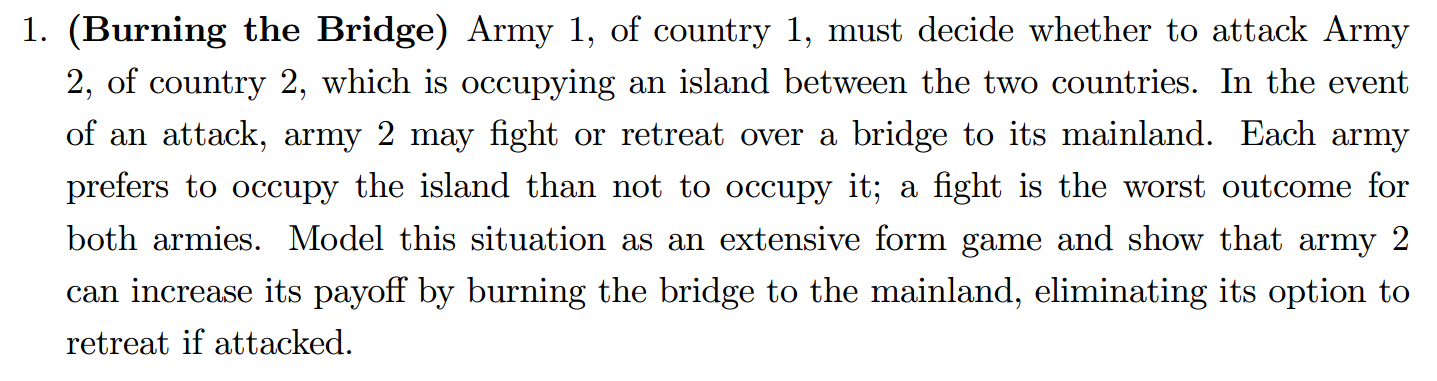 1. (Burning the Bridge) Army 1, of country 1, must decide whether to attack Army
2, of country 2, which is occupying an island between the two countries. In the event
of an attack, army 2 may fight or retreat over a bridge to its mainland. Each army
prefers to occupy the island than not to occupy it; a fight is the worst outcome for
both armies. Model this situation as an extensive form game and show that army 2
can increase its payoff by burning the bridge to the mainland, eliminating its option to
retreat if attacked.